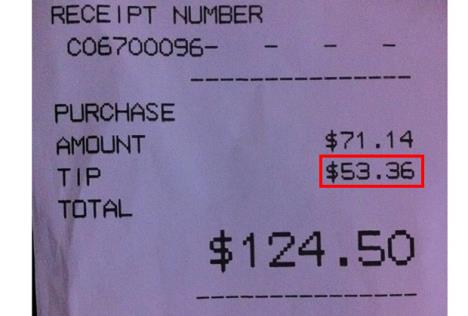 RECEIPT NUMBER
C06700096- - - -
PURCHASE
AMOUNT $71.14
TIP $53.36
TOTAL
$124.50